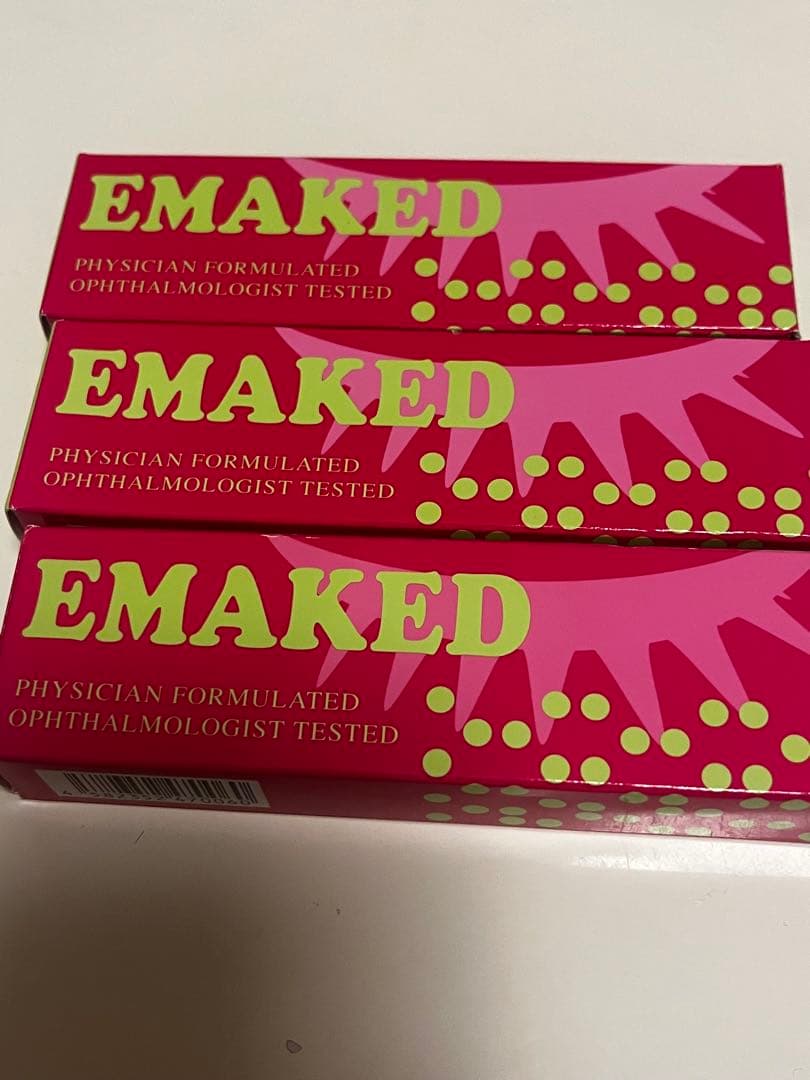 EMAKED
PHYSICIAN FORMULATED
OPHTHALMOLOGIST TESTED
EMAKED
PHYSICIAN FORMULATED
OPHTHALMOLOGIST TESTED
EMAKED
PHYSICIAN FORMULATED
OPHTHALMOLOGIST TESTED